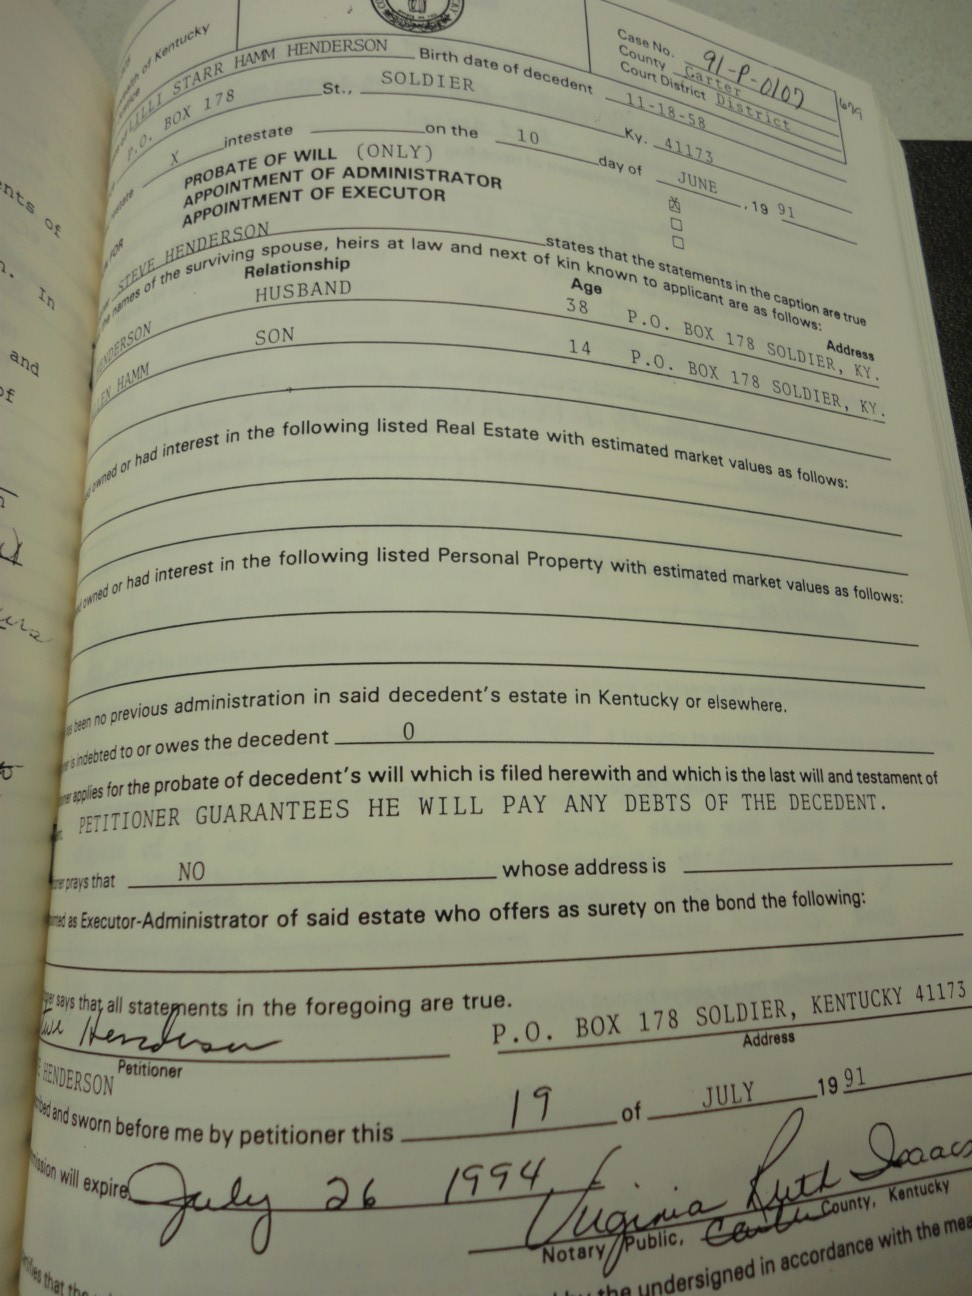 Case No. 91-P-0107 679
of Kentucky County Carter
Court District District
LILLI STARR HAMM HENDERSON Birth date of decedent 11-18-58
P.O. BOX 178 St., SOLDIER Ky. 41173
X intestate on the 10 day of JUNE , 19 91
PROBATE OF WILL (ONLY) ☒
APPOINTMENT OF ADMINISTRATOR ☐
APPOINTMENT OF EXECUTOR ☐
STEVE HENDERSON states that the statements in the caption are true
names of the surviving spouse, heirs at law and next of kin known to applicant are as follows:
Relationship Age Address
HENDERSON HUSBAND 38 P.O. BOX 178 SOLDIER, KY.
HAMM SON 14 P.O. BOX 178 SOLDIER, KY.
owned or had interest in the following listed Real Estate with estimated market values as follows:
owned or had interest in the following listed Personal Property with estimated market values as follows:
been no previous administration in said decedent's estate in Kentucky or elsewhere.
is indebted to or owes the decedent 0
applies for the probate of decedent's will which is filed herewith and which is the last will and testament of
PETITIONER GUARANTEES HE WILL PAY ANY DEBTS OF THE DECEDENT.
prays that NO whose address is
as Executor-Administrator of said estate who offers as surety on the bond the following:
says that all statements in the foregoing are true.
Henderson P.O. BOX 178 SOLDIER, KENTUCKY 41173
Petitioner Address
HENDERSON
and sworn before me by petitioner this 19 of JULY 19 91
will expire July 26 1994 Virginia Ruth Isaacs
Notary Public, Carter County, Kentucky
that the by the undersigned in accordance with the